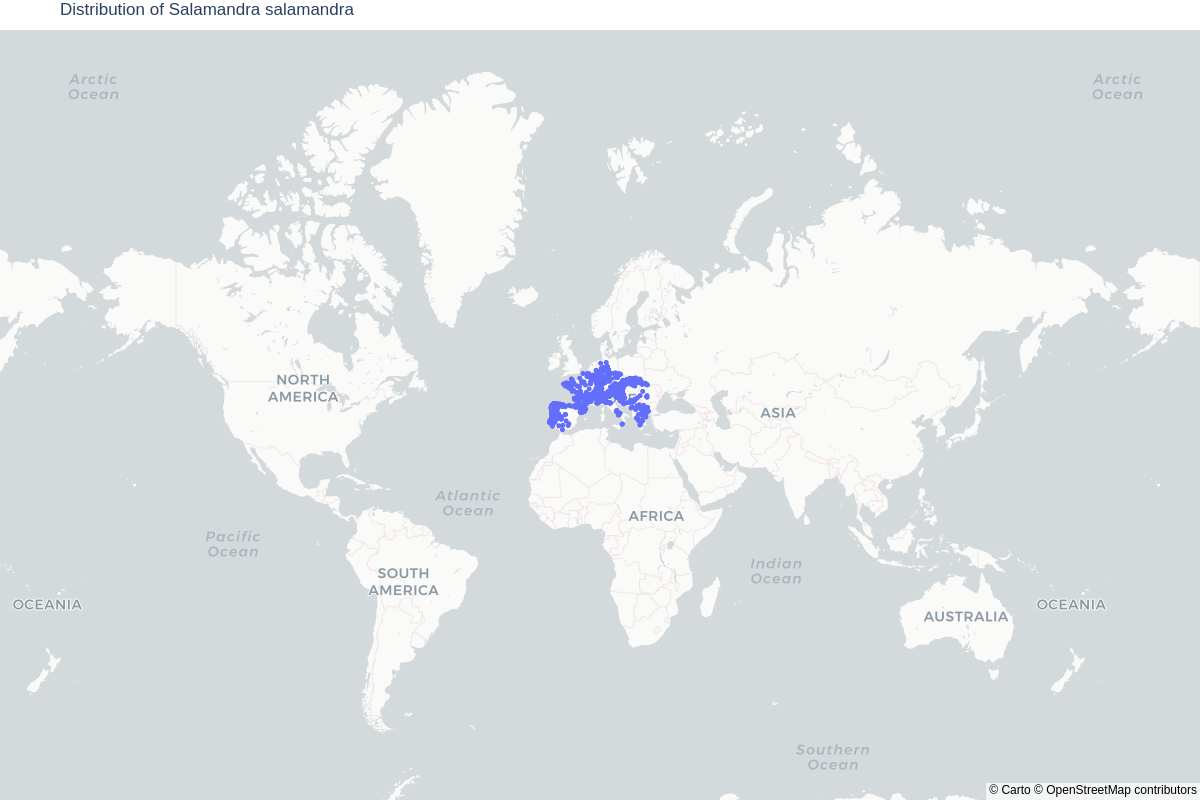 Distribution of Salamandra salamandra
Arctic
Ocean
Arctic
Ocean
NORTH
AMERICA
ASIA
Atlantic
Ocean
AFRICA
Pacific
Ocean
Indian
Ocean
SOUTH
AMERICA
OCEANIA
AUSTRALIA
OCEANIA
Southern
Ocean
© Carto © OpenStreetMap contributors